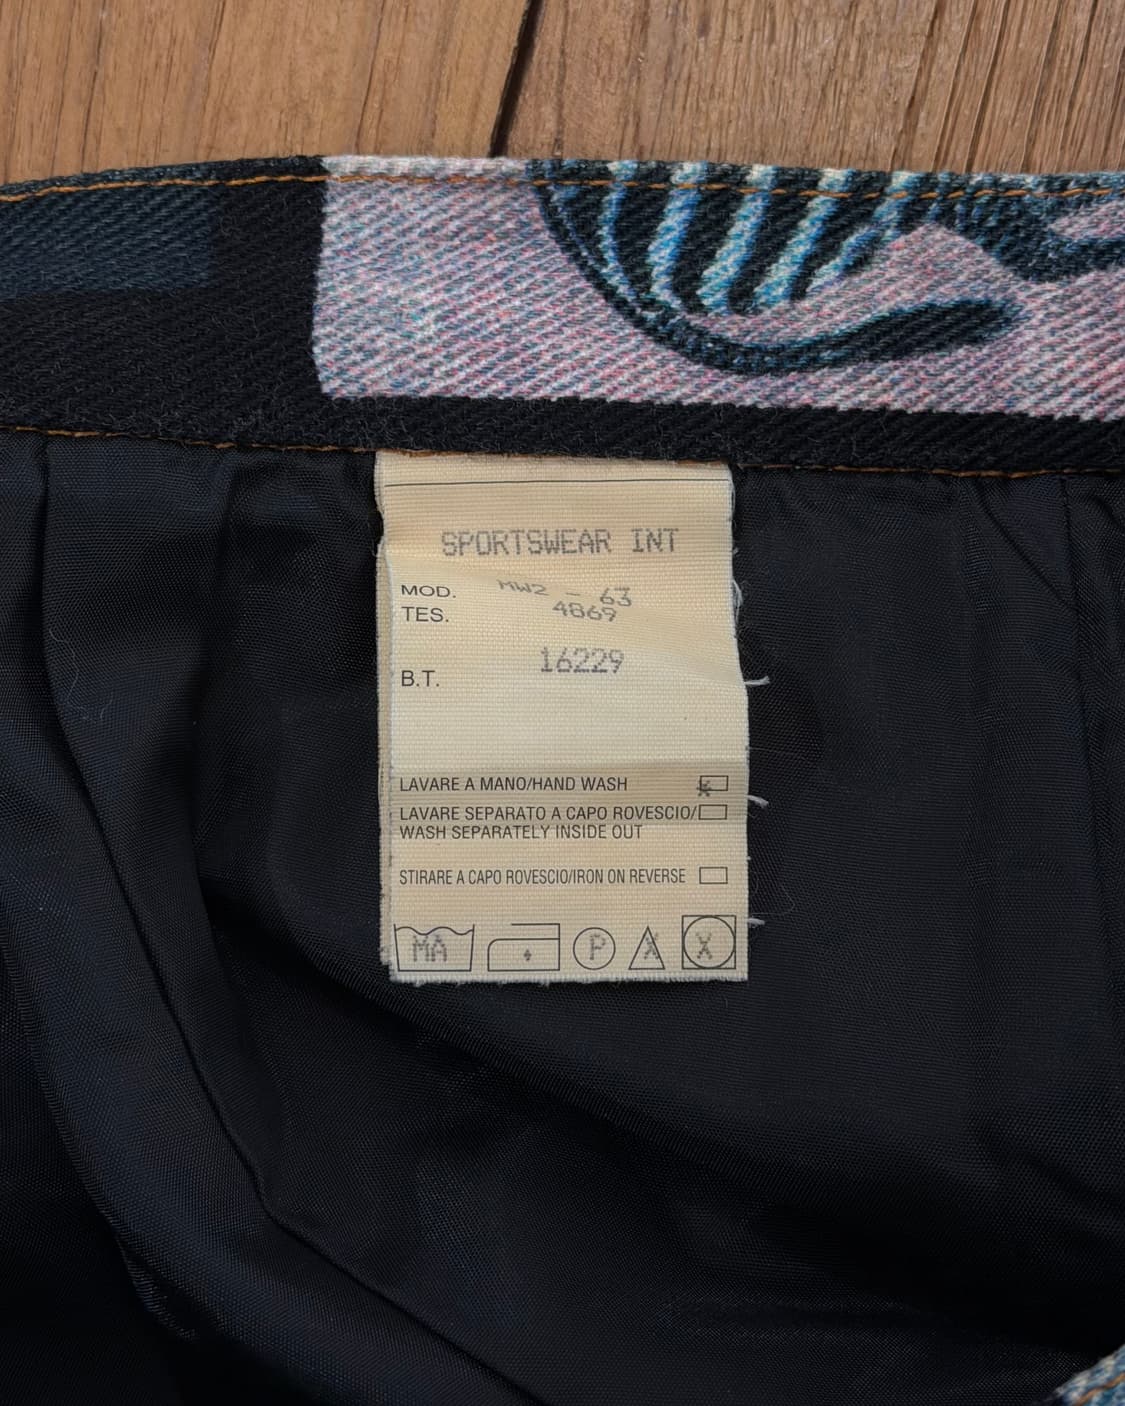 SPORTSWEAR INT
MOD. MW2 - 63
TES. 4869
B.T. 16229
LAVARE A MANO/HAND WASH
LAVARE SEPARATO A CAPO ROVESCIO/
WASH SEPARATELY INSIDE OUT
STIRARE A CAPO ROVESCIO/IRON ON REVERSE
MA P X X